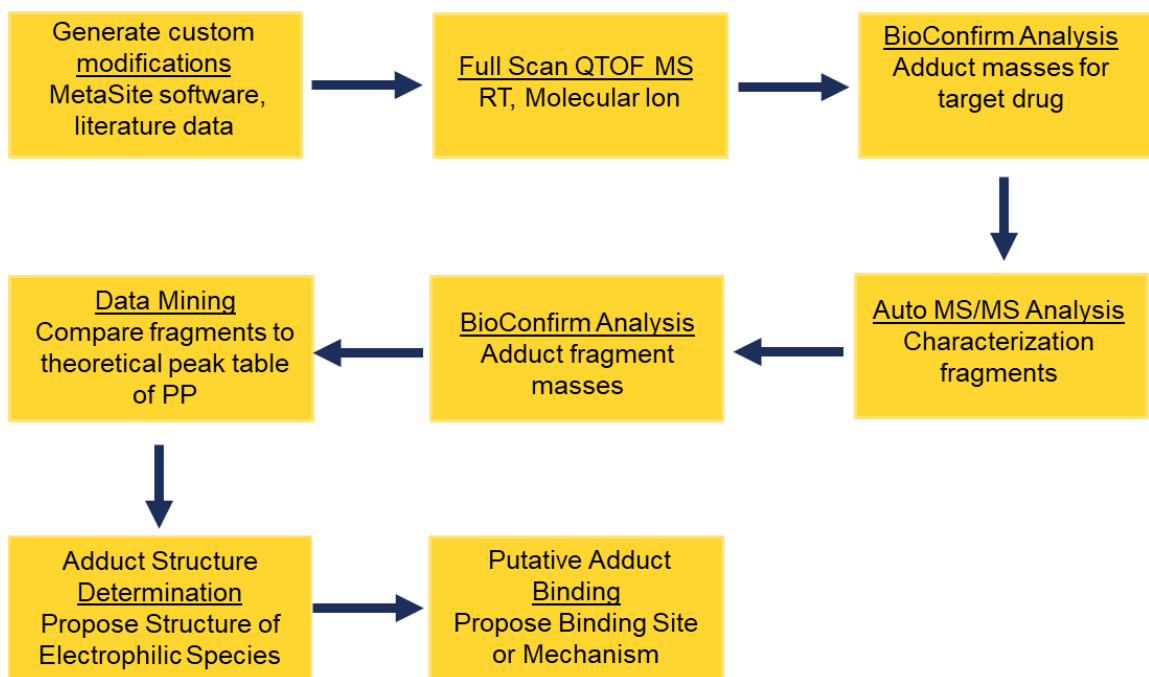 Generate custom
modifications
MetaSite software,
literature data
Full Scan QTOF MS
RT, Molecular Ion
BioConfirm Analysis
Adduct masses for
target drug
Auto MS/MS Analysis
Characterization
fragments
BioConfirm Analysis
Adduct fragment
masses
Data Mining
Compare fragments to
theoretical peak table
of PP
Adduct Structure
Determination
Propose Structure of
Electrophilic Species
Putative Adduct
Binding
Propose Binding Site
or Mechanism